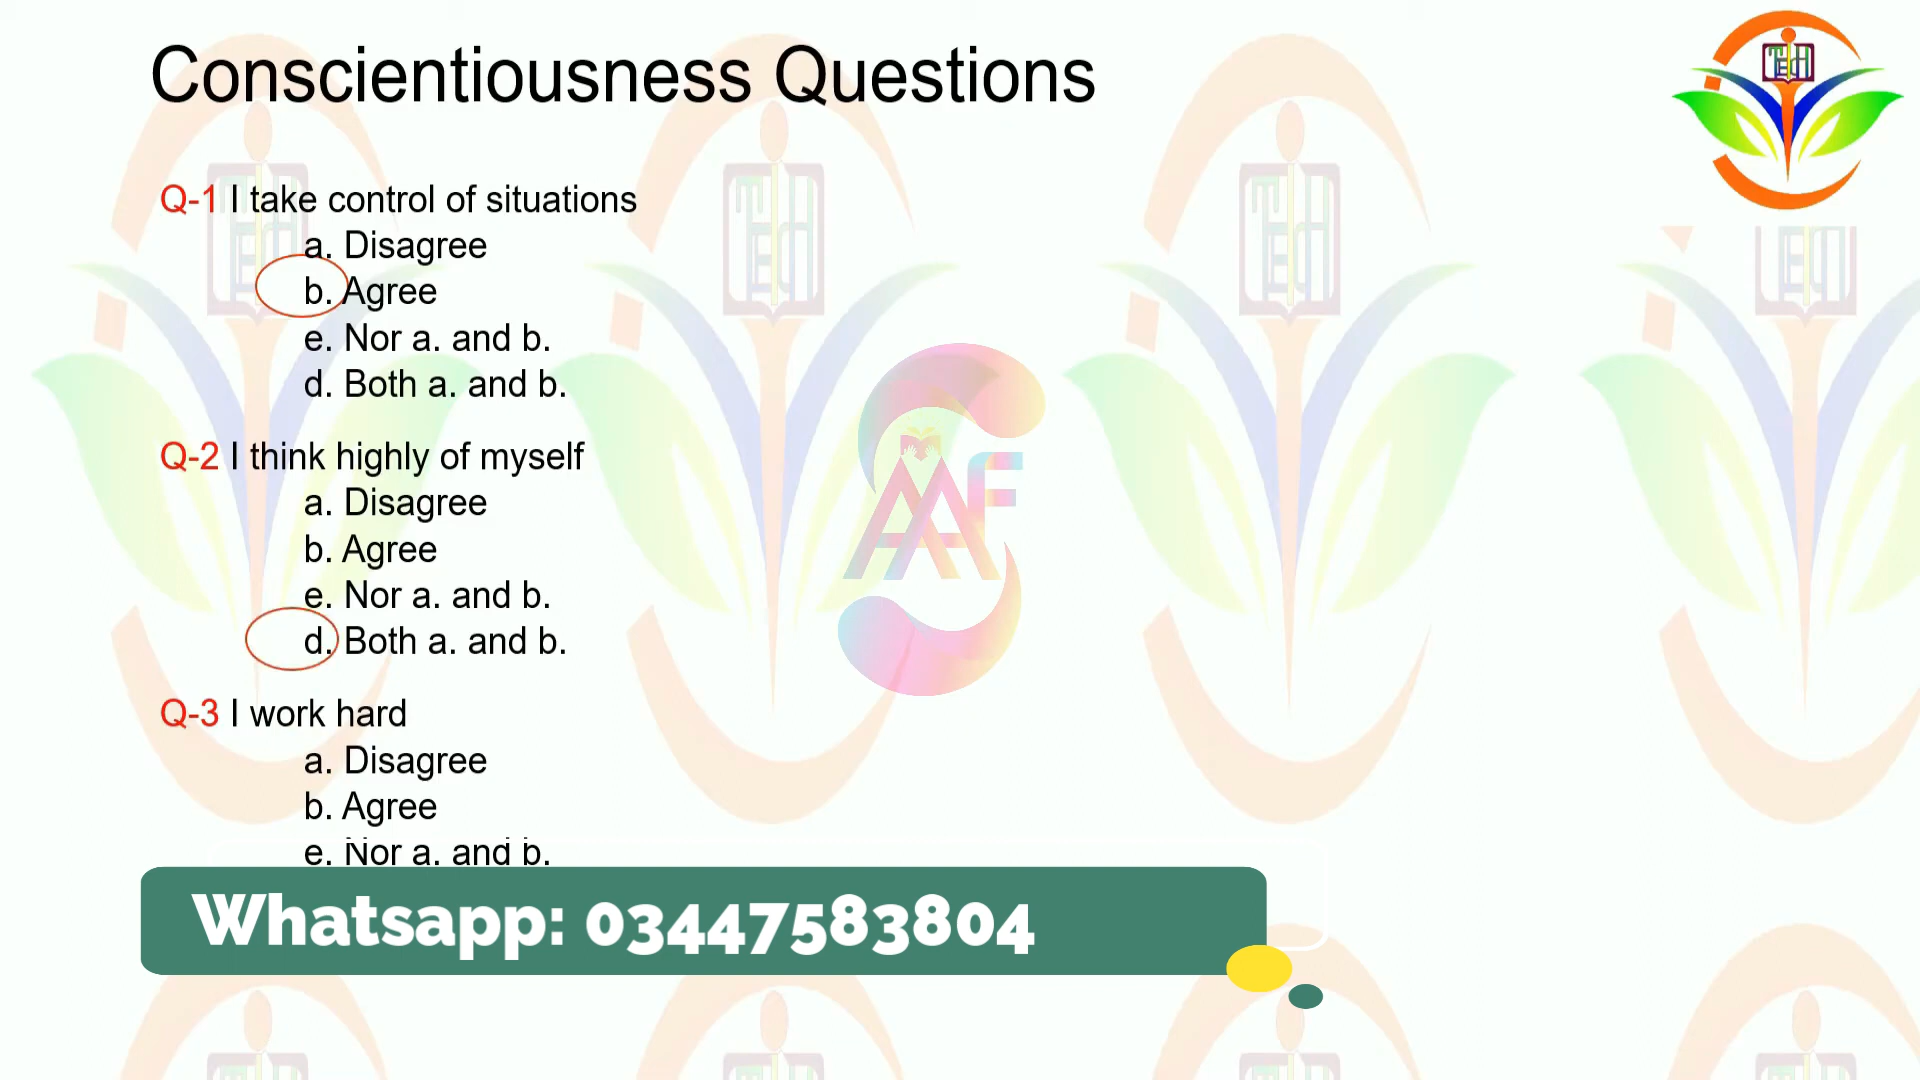 Conscientiousness Questions
TECH
Q-1 I take control of situations
a. Disagree
b. Agree
e. Nor a. and b.
d. Both a. and b.
Q-2 I think highly of myself
a. Disagree
b. Agree
e. Nor a. and b.
d. Both a. and b.
Q-3 I work hard
a. Disagree
b. Agree
e. Nor a. and b.
Whatsapp: 03447583804